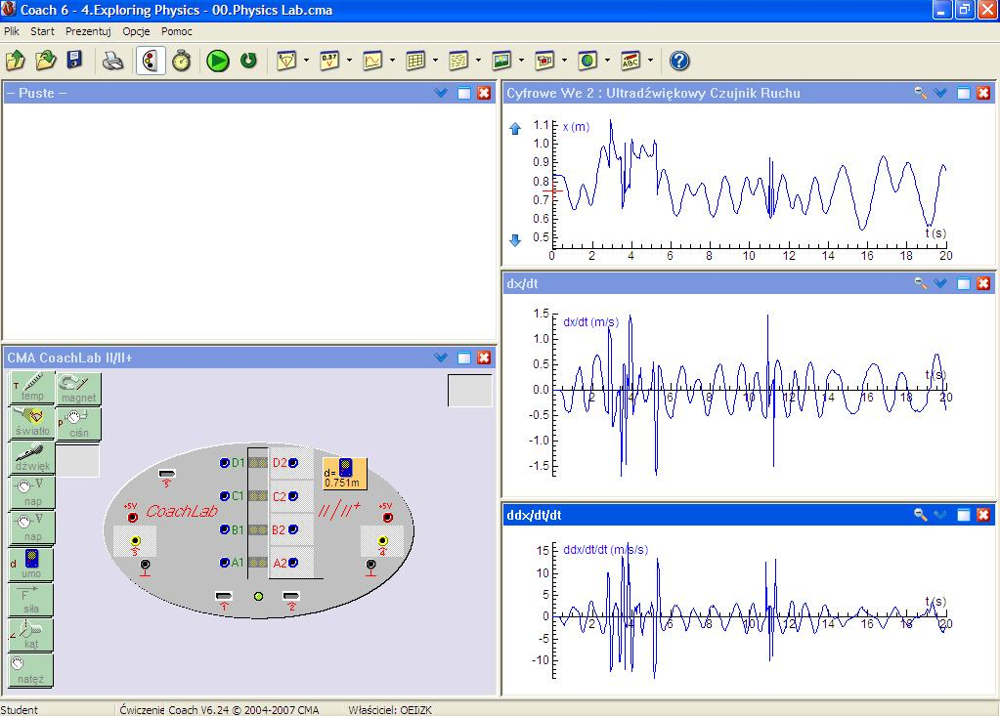 Coach 6 - 4.Exploring Physics - 00.Physics Lab.cma
Plik Start Prezentuj Opcje Pomoc
0.37 V
ABC
– Puste –
CMA CoachLab II/II+
T temp
magnet
światło
p ciśn
dźwięk
V nap
V nap
d umo
F siła
∠ kąt
natęż
D1 D2
C1 C2
B1 B2
A1 A2
d=
0.751m
CoachLab II/II+
+5V +5V
5
6
3 4
1 2
Cyfrowe We 2 : Ultradźwiękowy Czujnik Ruchu
x (m)
1.1
1.0
0.9
0.8
0.7
0.6
0.5
t (s)
0 2 4 6 8 10 12 14 16 18 20
dx/dt
dx/dt (m/s)
1.5
1.0
0.5
0.0
-0.5
-1.0
-1.5
t (s)
2 4 6 8 10 12 14 16 18 20
ddx/dt/dt
ddx/dt/dt (m/s/s)
15
10
5
0
-5
-10
t (s)
2 4 6 8 10 12 14 16 18 20
Student Ćwiczenie Coach V6.24 © 2004-2007 CMA Właściciel: OEIiZK